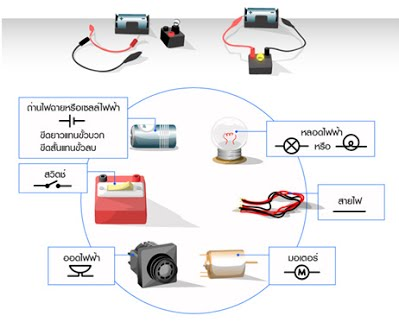 ถ่านไฟฉายหรือเซลล์ไฟฟ้า
ขีดยาวแทนขั้วบวก
ขีดสั้นแทนขั้วลบ
หลอดไฟฟ้า
หรือ
สวิตช์
สายไฟ
ออดไฟฟ้า
มอเตอร์
M